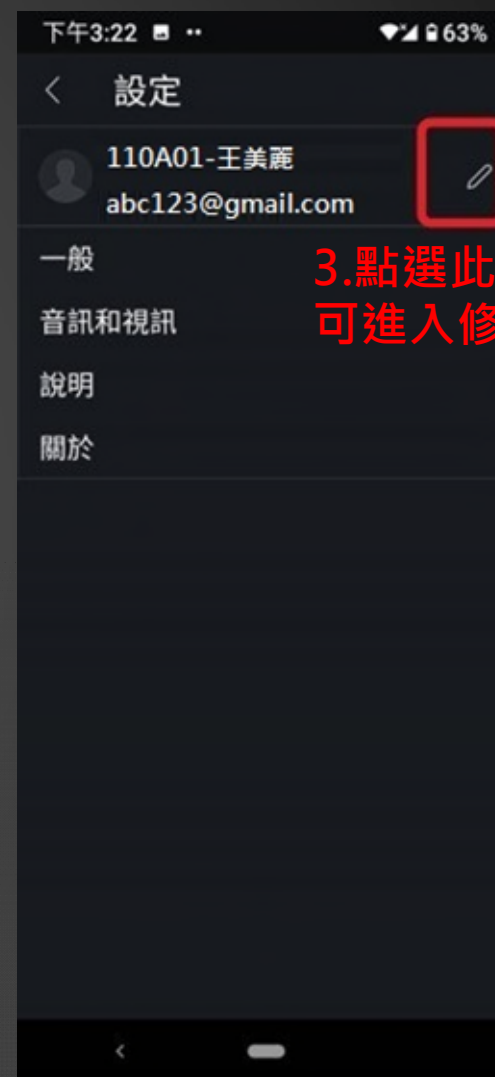 下午3:22 63%
設定
110A01-王美麗
abc123@gmail.com
3.點選此
可進入修
一般
音訊和視訊
說明
關於